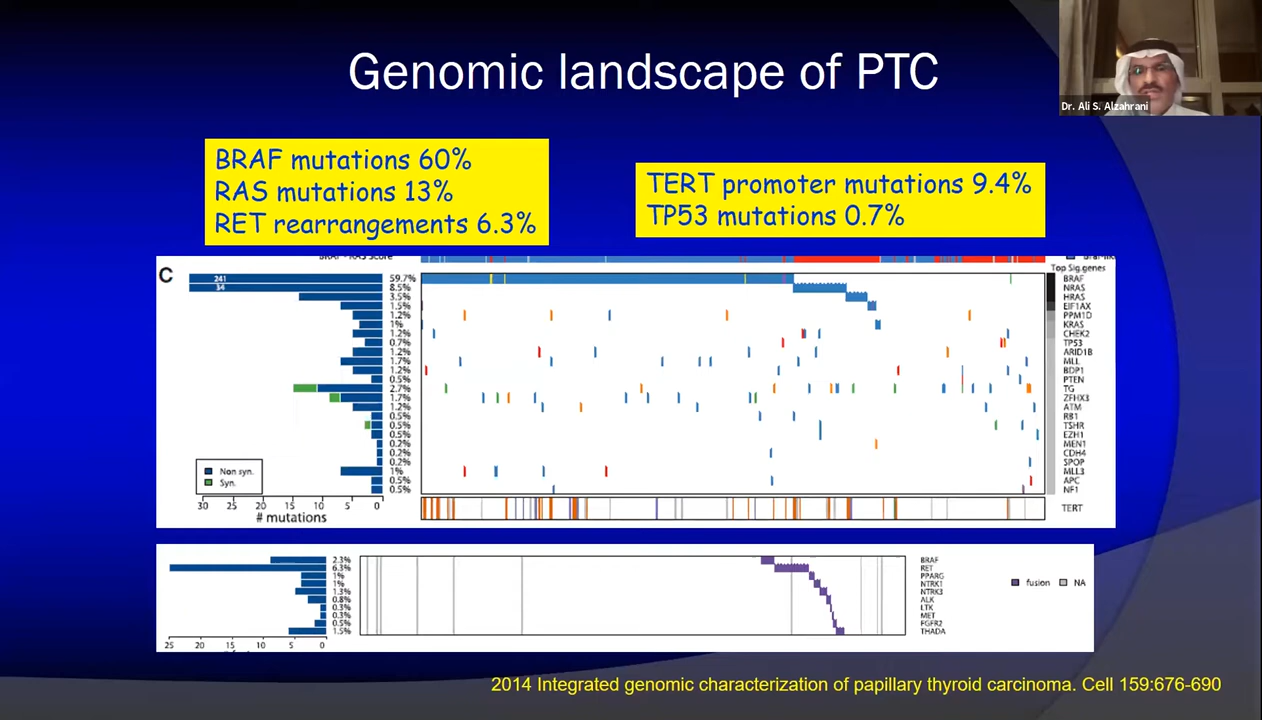 Genomic landscape of PTC
Dr. Ali S. Alzahrani
BRAF mutations 60%
RAS mutations 13%
RET rearrangements 6.3%
TERT promoter mutations 9.4%
TP53 mutations 0.7%
C
Top Sig.genes
241 59.7% BRAF
34 8.5% NRAS
3.5% HRAS
1.5% EIF1AX
1.2% PPM1D
1% KRAS
1.2% CHEK2
0.7% TP53
1.2% ARID1B
1.7% MLL
1.2% BDP1
0.5% PTEN
2.7% TG
1.7% ZFHX3
1.2% ATM
0.5% RB1
0.5% TSHR
0.5% EZH1
0.2% MEN1
0.2% CDH4
0.2% SPOP
1% MLL3
0.5% APC
0.5% NF1
Non syn.
Syn.
30 25 20 15 10 5 0
# mutations
TERT
2.3% BRAF
6.3% RET
1% PPARG
1% NTRK1
1.3% NTRK3
0.8% ALK
0.3% LTK
0.3% MET
0.5% FGFR2
1.5% THADA
fusion NA
25 20 15 10 5 0
2014 Integrated genomic characterization of papillary thyroid carcinoma. Cell 159:676-690